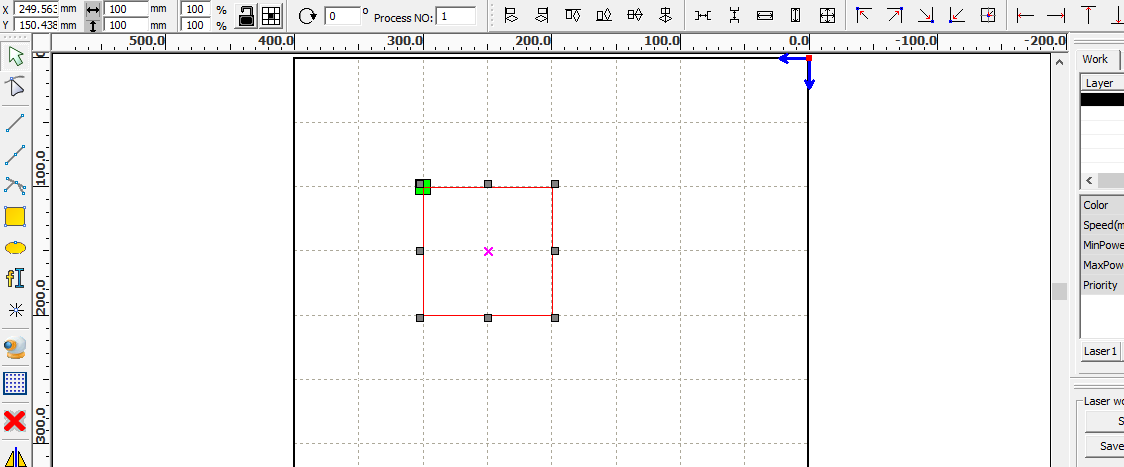 X 249.563 mm 100 mm 100 %
Y 150.438 mm 100 mm 100 %
0 ° Process NO: 1
500.0 400.0 300.0 200.0 100.0 0.0 -100.0 -200.0
100.0
200.0
300.0
Work
Layer
Color
Speed(m
MinPowe
MaxPow
Priority
Laser1
Laser wo
S
Save